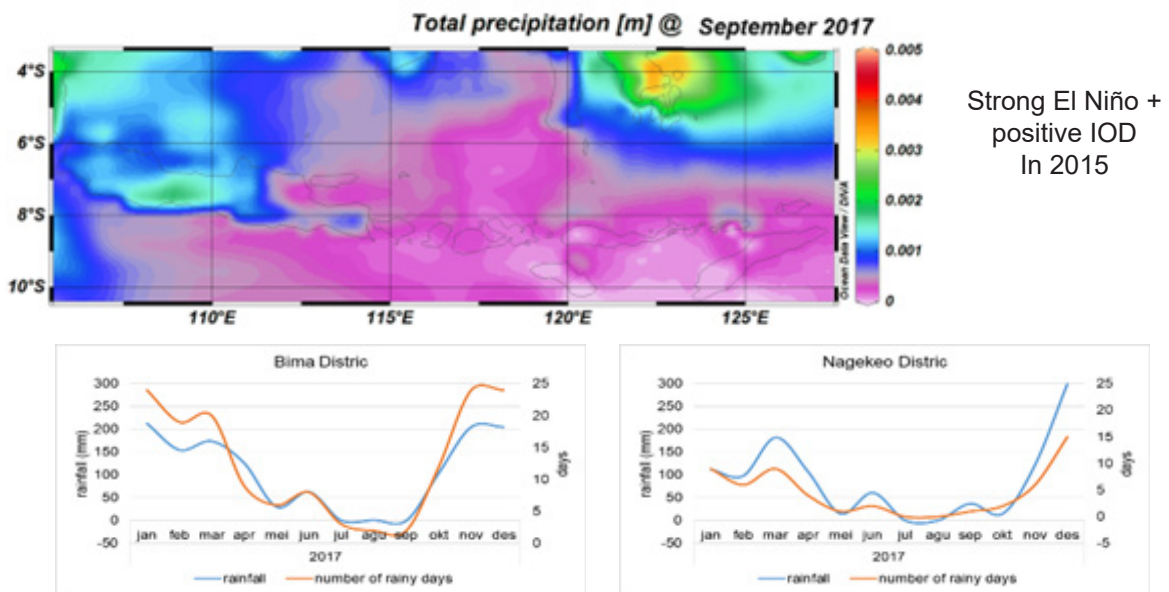 Total precipitation [m] @ September 2017
4°S
6°S
8°S
10°S
110°E
115°E
120°E
125°E
Ocean Data View / DIVA
0.005
0.004
0.003
0.002
0.001
0
Strong El Niño +
positive IOD
In 2015
Bima Distric
300
250
200
150
100
50
0
-50
rainfall (mm)
25
20
15
10
5
0
days
jan feb mar apr mei jun jul agu sep okt nov des
2017
rainfall number of rainy days
Nagekeo Distric
300
250
200
150
100
50
0
-50
rainfall (mm)
25
20
15
10
5
0
-5
days
jan feb mar apr mei jun jul agu sep okt nov des
2017
rainfall number of rainy days